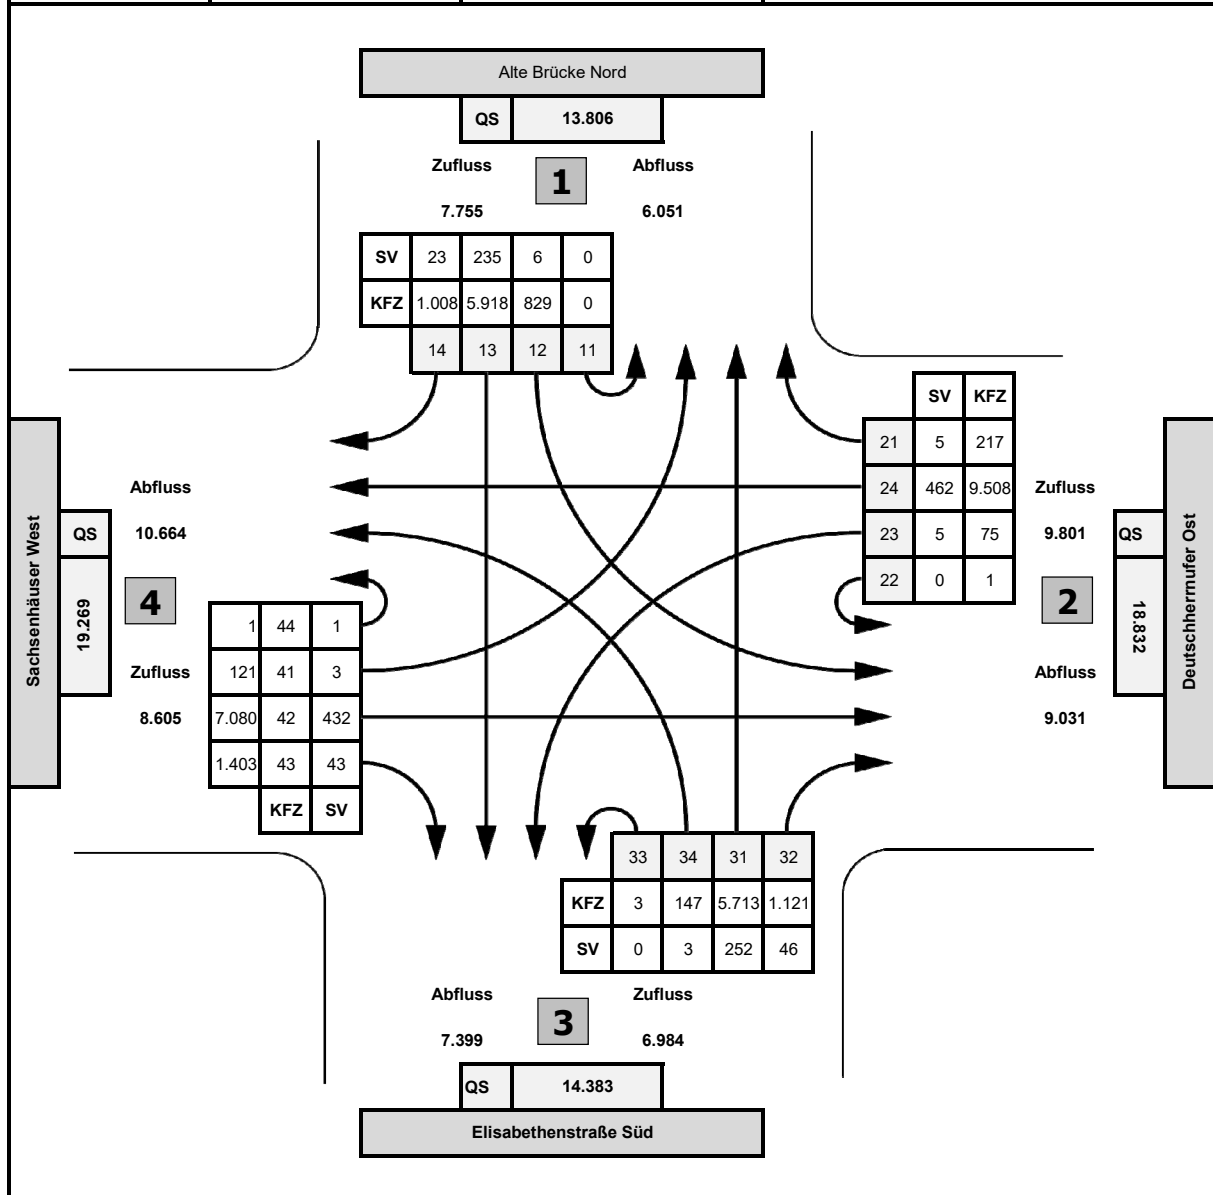 Alte Brücke Nord
QS 13.806
Zufluss 1 Abfluss
7.755 6.051
SV 23 235 6 0
KFZ 1.008 5.918 829 0
14 13 12 11
SV KFZ
21 5 217
24 462 9.508
23 5 75
22 0 1
Zufluss
9.801
QS
18.832
2
Abfluss
9.031
Deutschherrnufer Ost
Sachsenhäuser West
Abfluss
10.664
QS
19.269
4
Zufluss
8.605
1 44 1
121 41 3
7.080 42 432
1.403 43 43
KFZ SV
33 34 31 32
KFZ 3 147 5.713 1.121
SV 0 3 252 46
Abfluss 3 Zufluss
7.399 6.984
QS 14.383
Elisabethenstraße Süd